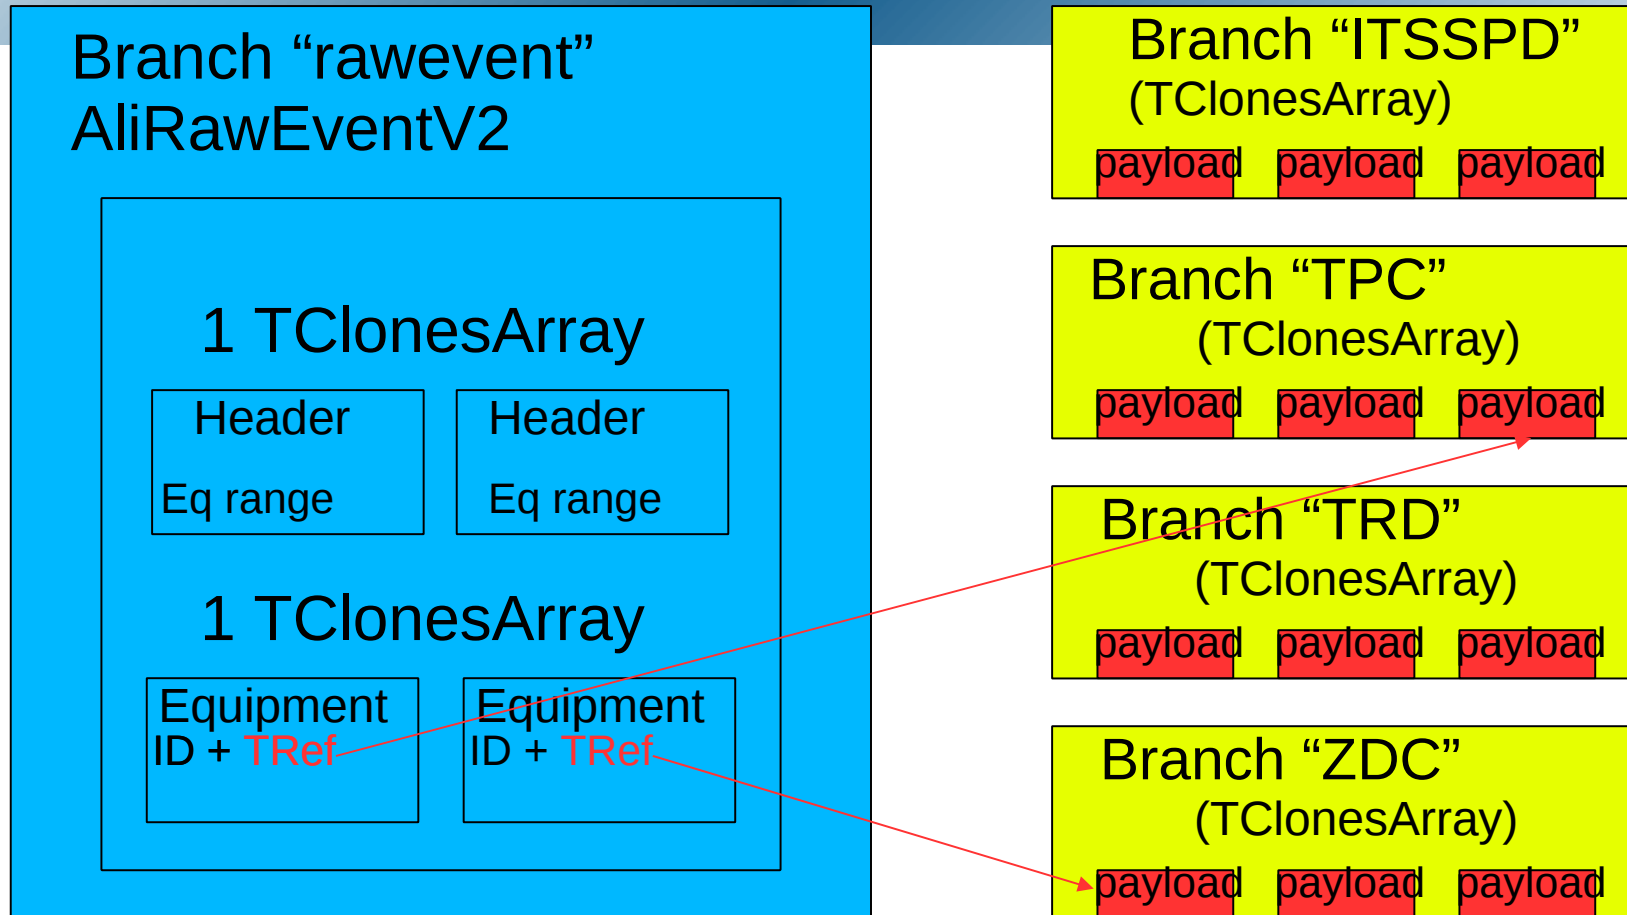 Branch “rawevent”
AliRawEventV2
1 TClonesArray
Header Header
Eq range Eq range
1 TClonesArray
Equipment Equipment
ID + TRef ID + TRef
Branch “ITSSPD”
(TClonesArray)
payload payload payload
Branch “TPC”
(TClonesArray)
payload payload payload
Branch “TRD”
(TClonesArray)
payload payload payload
Branch “ZDC”
(TClonesArray)
payload payload payload